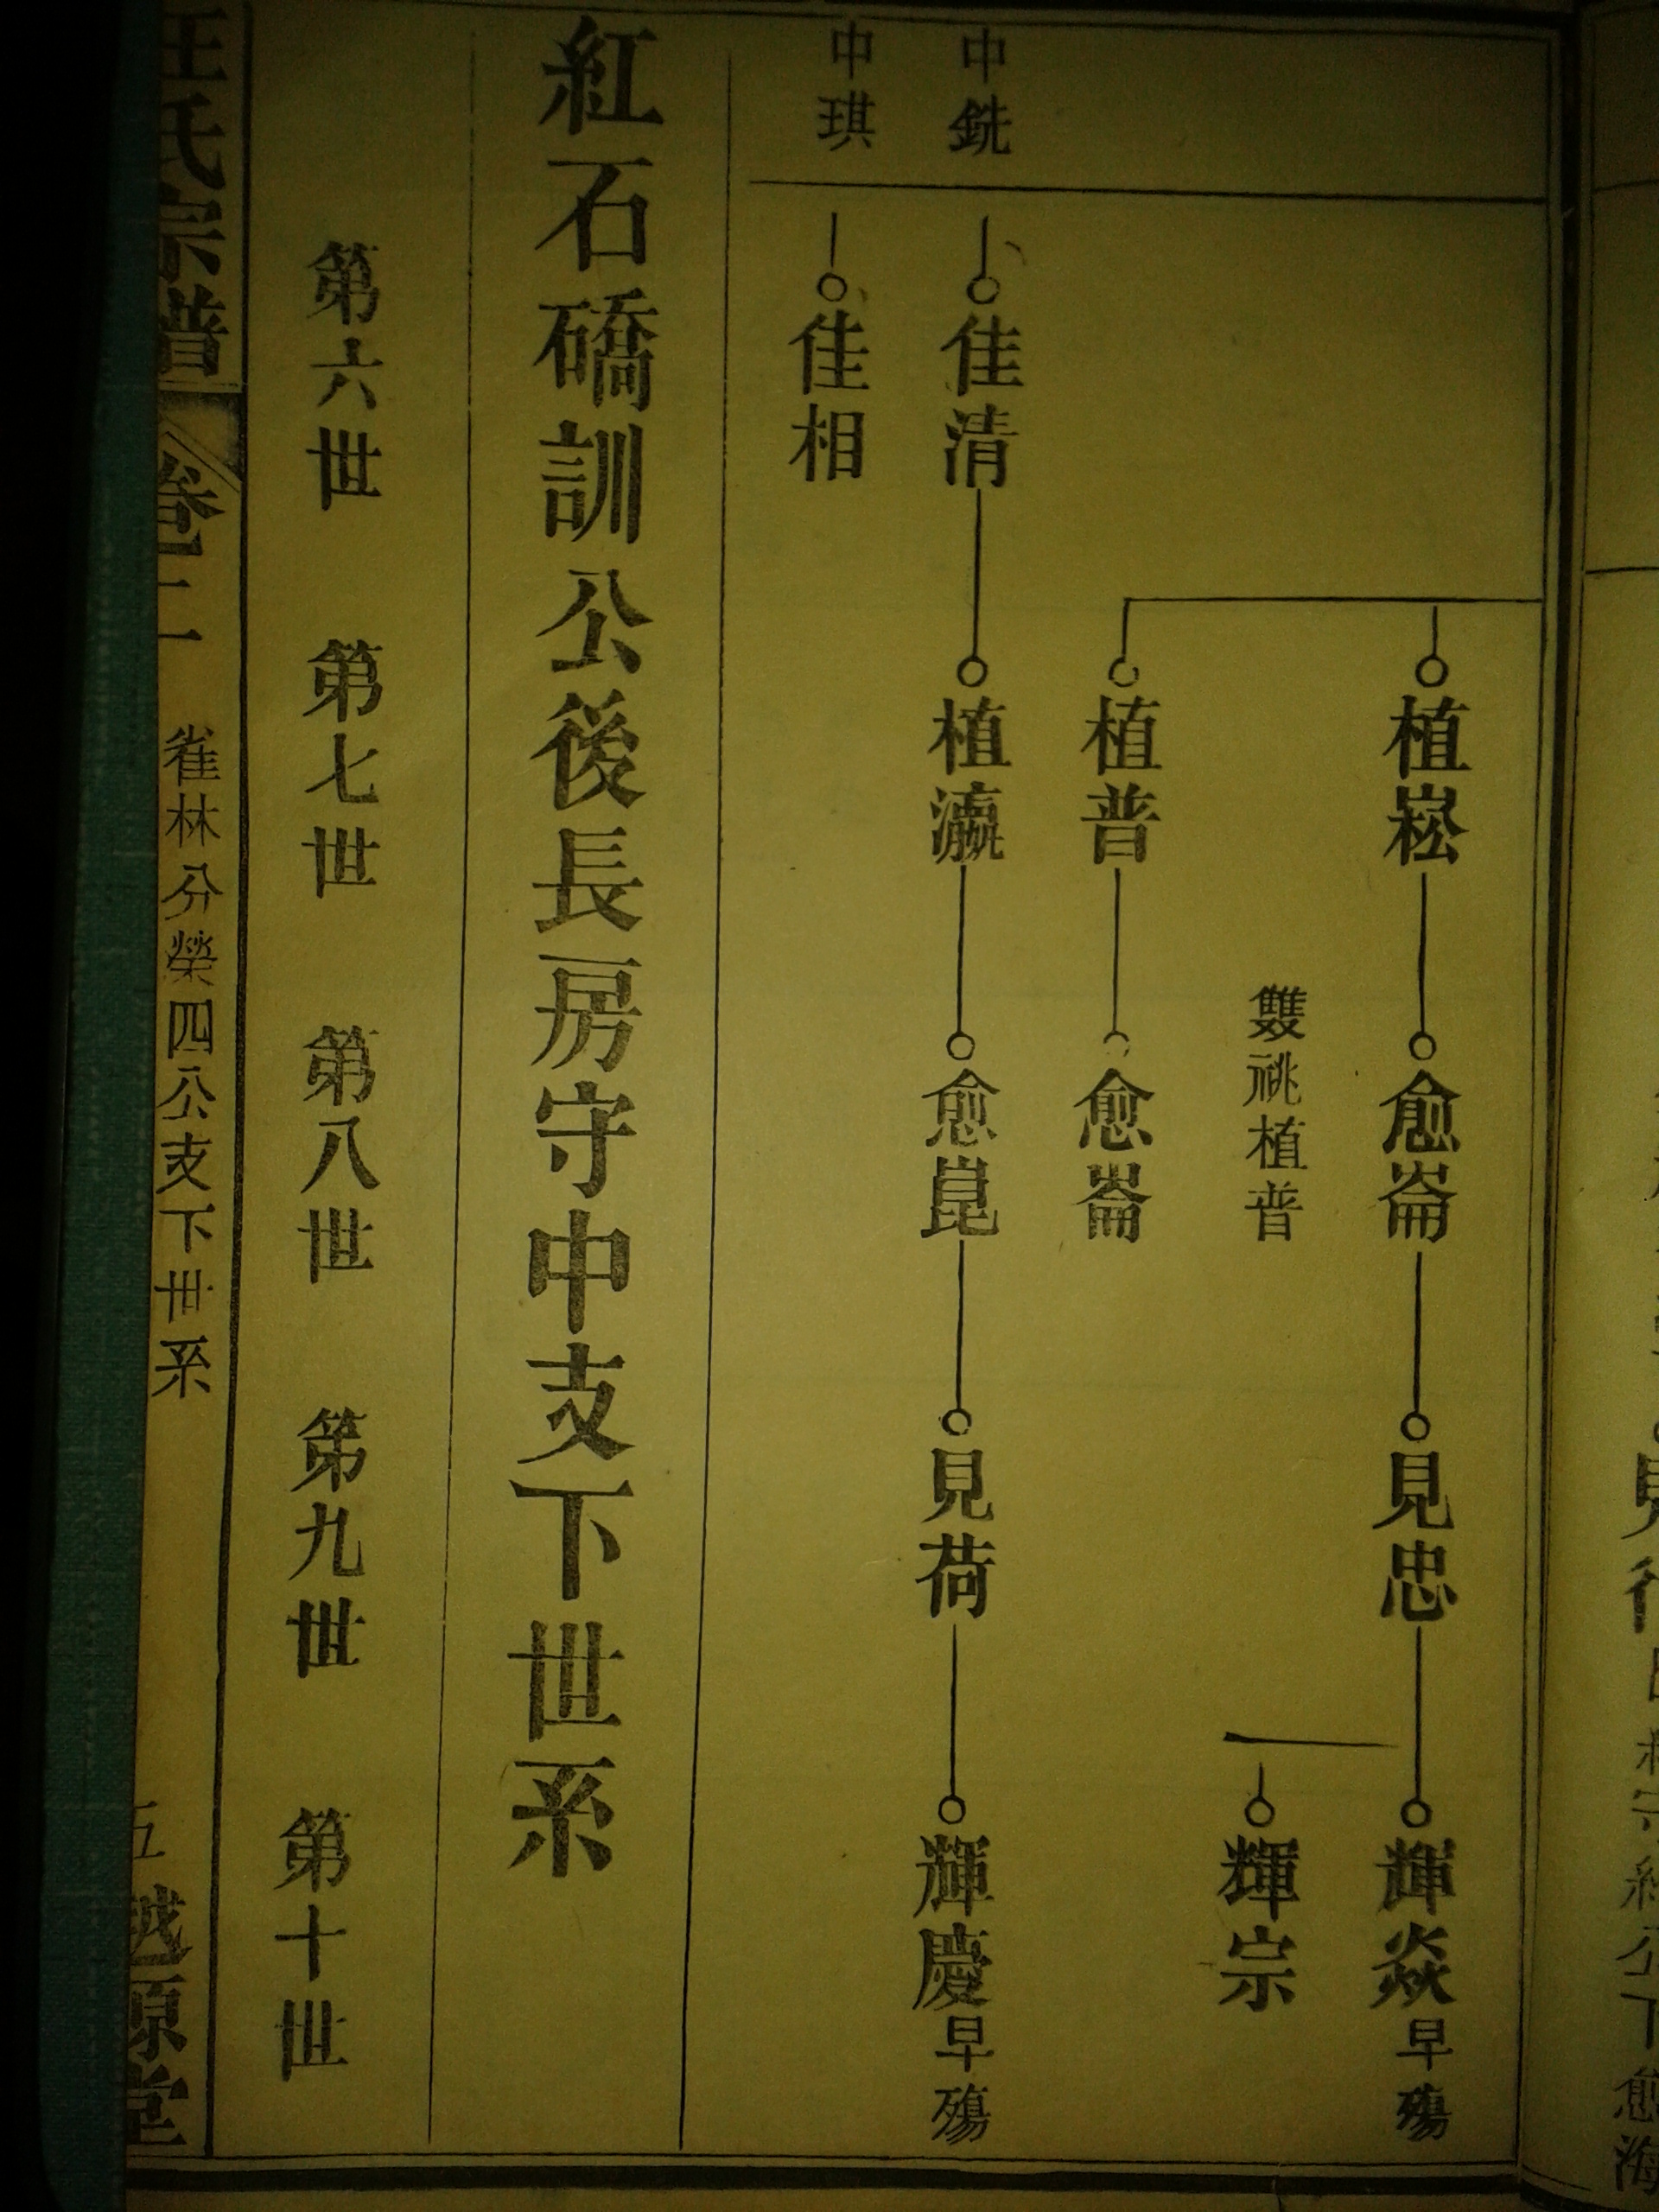 植崧
愈崙
見忠
輝焱早殤
雙祧植普
輝宗
植普
愈崙
中銑
佳清
植瀛
愈崑
見荷
輝慶早殤
中琪
佳相
紅石礄訓公後長房守中支下世系
第六世
第七世
第八世
第九世
第十世
氏宗譜
卷二
雀林分榮四公支下世系
五
越原堂